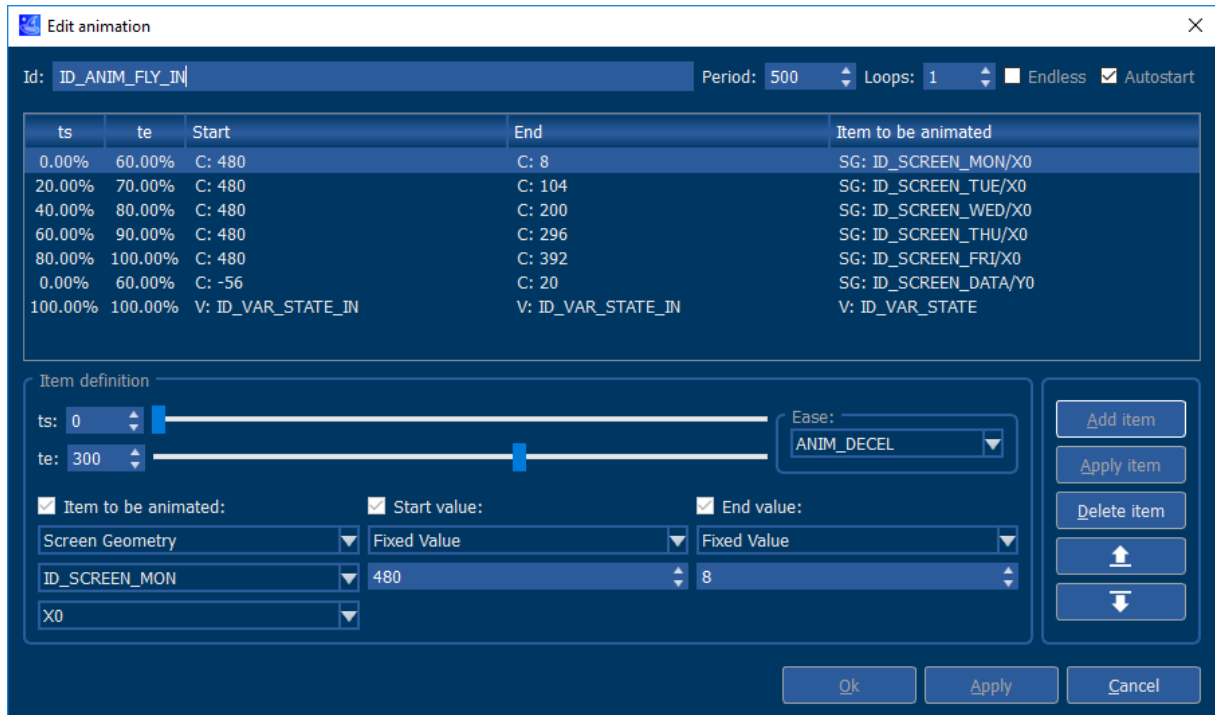 Edit animation
Id: ID_ANIM_FLY_IN Period: 500 Loops: 1 Endless Autostart
ts te Start End Item to be animated
0.00% 60.00% C: 480 C: 8 SG: ID_SCREEN_MON/X0
20.00% 70.00% C: 480 C: 104 SG: ID_SCREEN_TUE/X0
40.00% 80.00% C: 480 C: 200 SG: ID_SCREEN_WED/X0
60.00% 90.00% C: 480 C: 296 SG: ID_SCREEN_THU/X0
80.00% 100.00% C: 480 C: 392 SG: ID_SCREEN_FRI/X0
0.00% 60.00% C: -56 C: 20 SG: ID_SCREEN_DATA/Y0
100.00% 100.00% V: ID_VAR_STATE_IN V: ID_VAR_STATE_IN V: ID_VAR_STATE
Item definition
ts: 0
te: 300
Ease:
ANIM_DECEL
Item to be animated: Start value: End value:
Screen Geometry Fixed Value Fixed Value
ID_SCREEN_MON 480 8
X0
Add item
Apply item
Delete item
Ok Apply Cancel